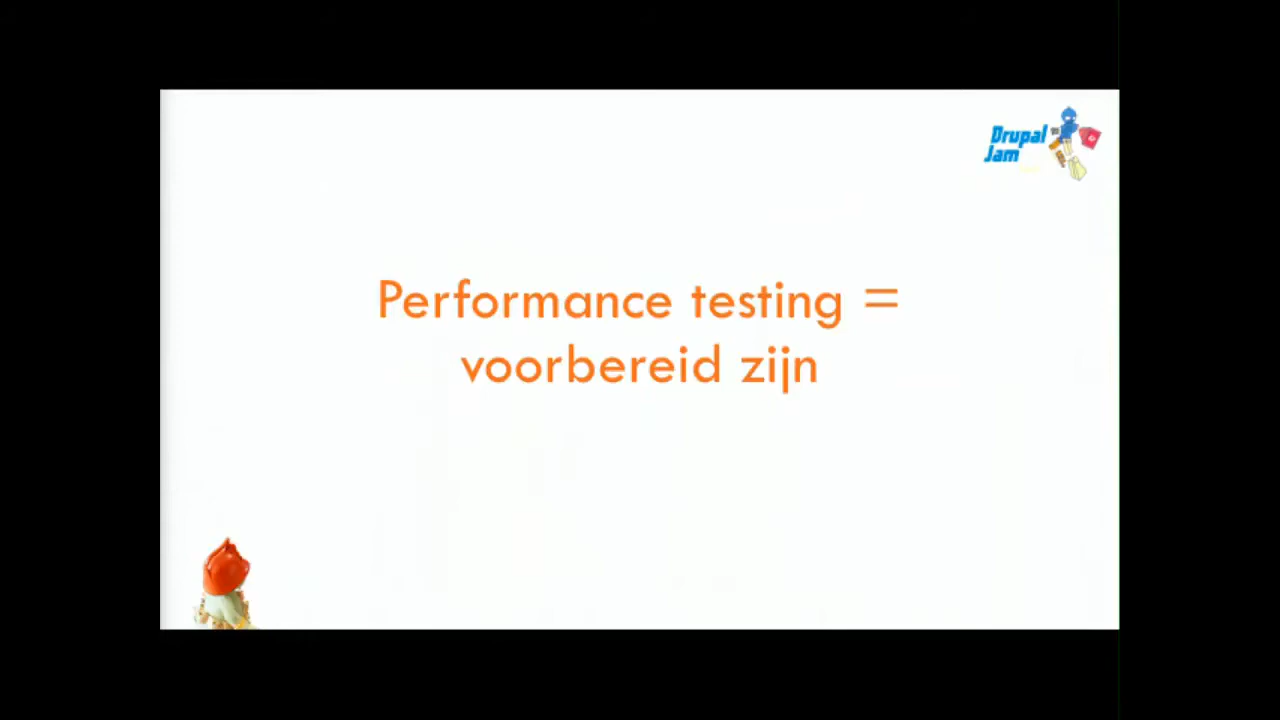 Drupal
Jam
Performance testing =
voorbereid zijn